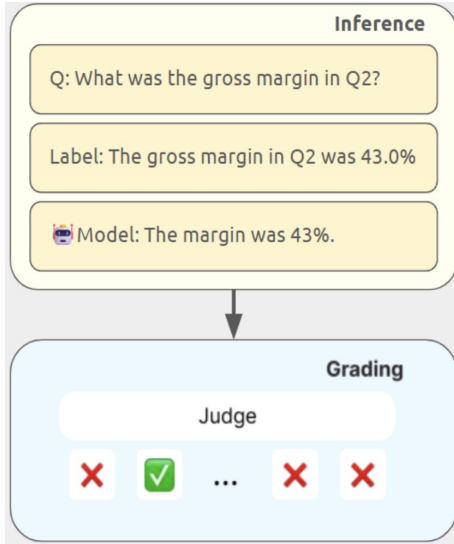 Inference
Q: What was the gross margin in Q2?
Label: The gross margin in Q2 was 43.0%
Model: The margin was 43%.
Grading
Judge
...